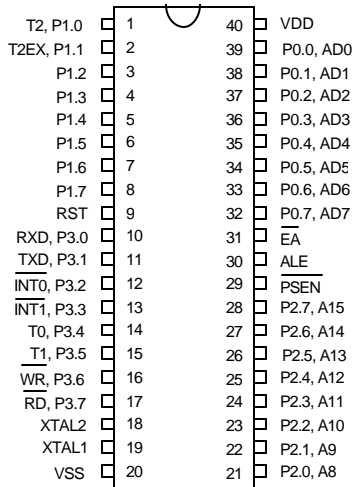 T2, P1.0 1 40 VDD
T2EX, P1.1 2 39 P0.0, AD0
P1.2 3 38 P0.1, AD1
P1.3 4 37 P0.2, AD2
P1.4 5 36 P0.3, AD3
P1.5 6 35 P0.4, AD4
P1.6 7 34 P0.5, AD5
P1.7 8 33 P0.6, AD6
RST 9 32 P0.7, AD7
RXD, P3.0 10 31 EA
TXD, P3.1 11 30 ALE
INT0, P3.2 12 29 PSEN
INT1, P3.3 13 28 P2.7, A15
T0, P3.4 14 27 P2.6, A14
T1, P3.5 15 26 P2.5, A13
WR, P3.6 16 25 P2.4, A12
RD, P3.7 17 24 P2.3, A11
XTAL2 18 23 P2.2, A10
XTAL1 19 22 P2.1, A9
VSS 20 21 P2.0, A8